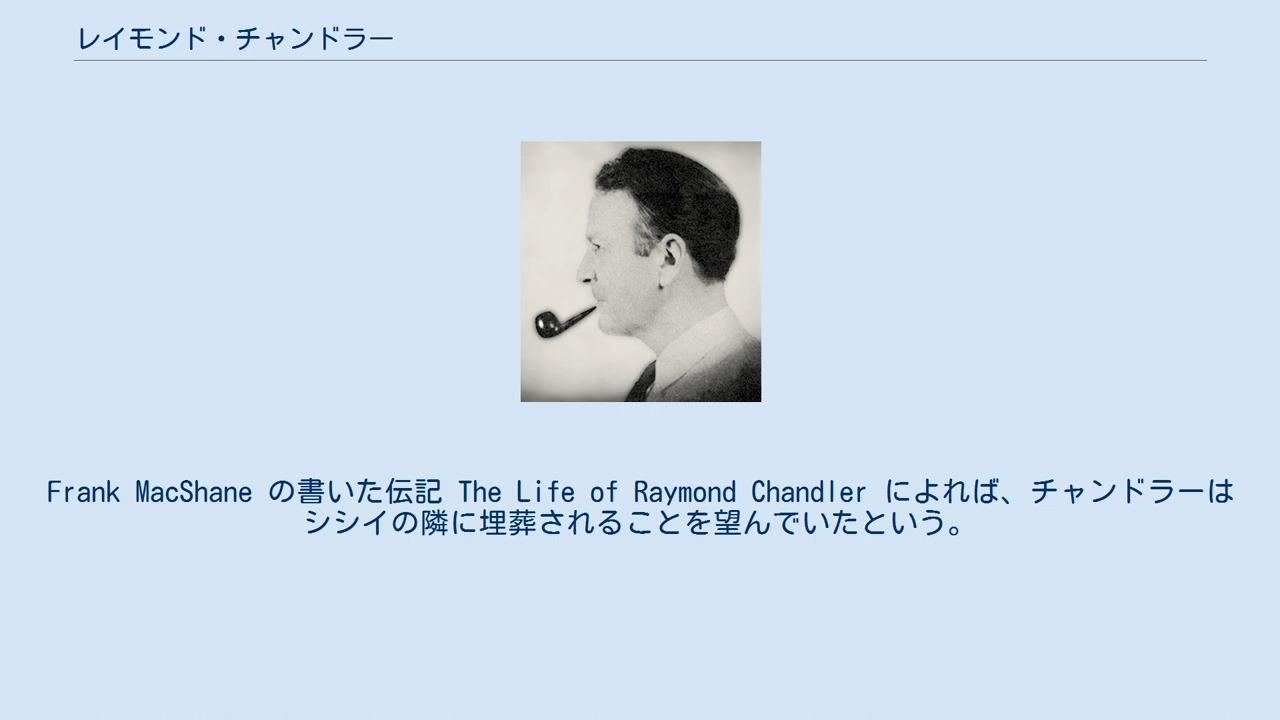 レイモンド・チャンドラー
Frank MacShane の書いた伝記 The Life of Raymond Chandler によれば、チャンドラーは
シシイの隣に埋葬されることを望んでいたという。